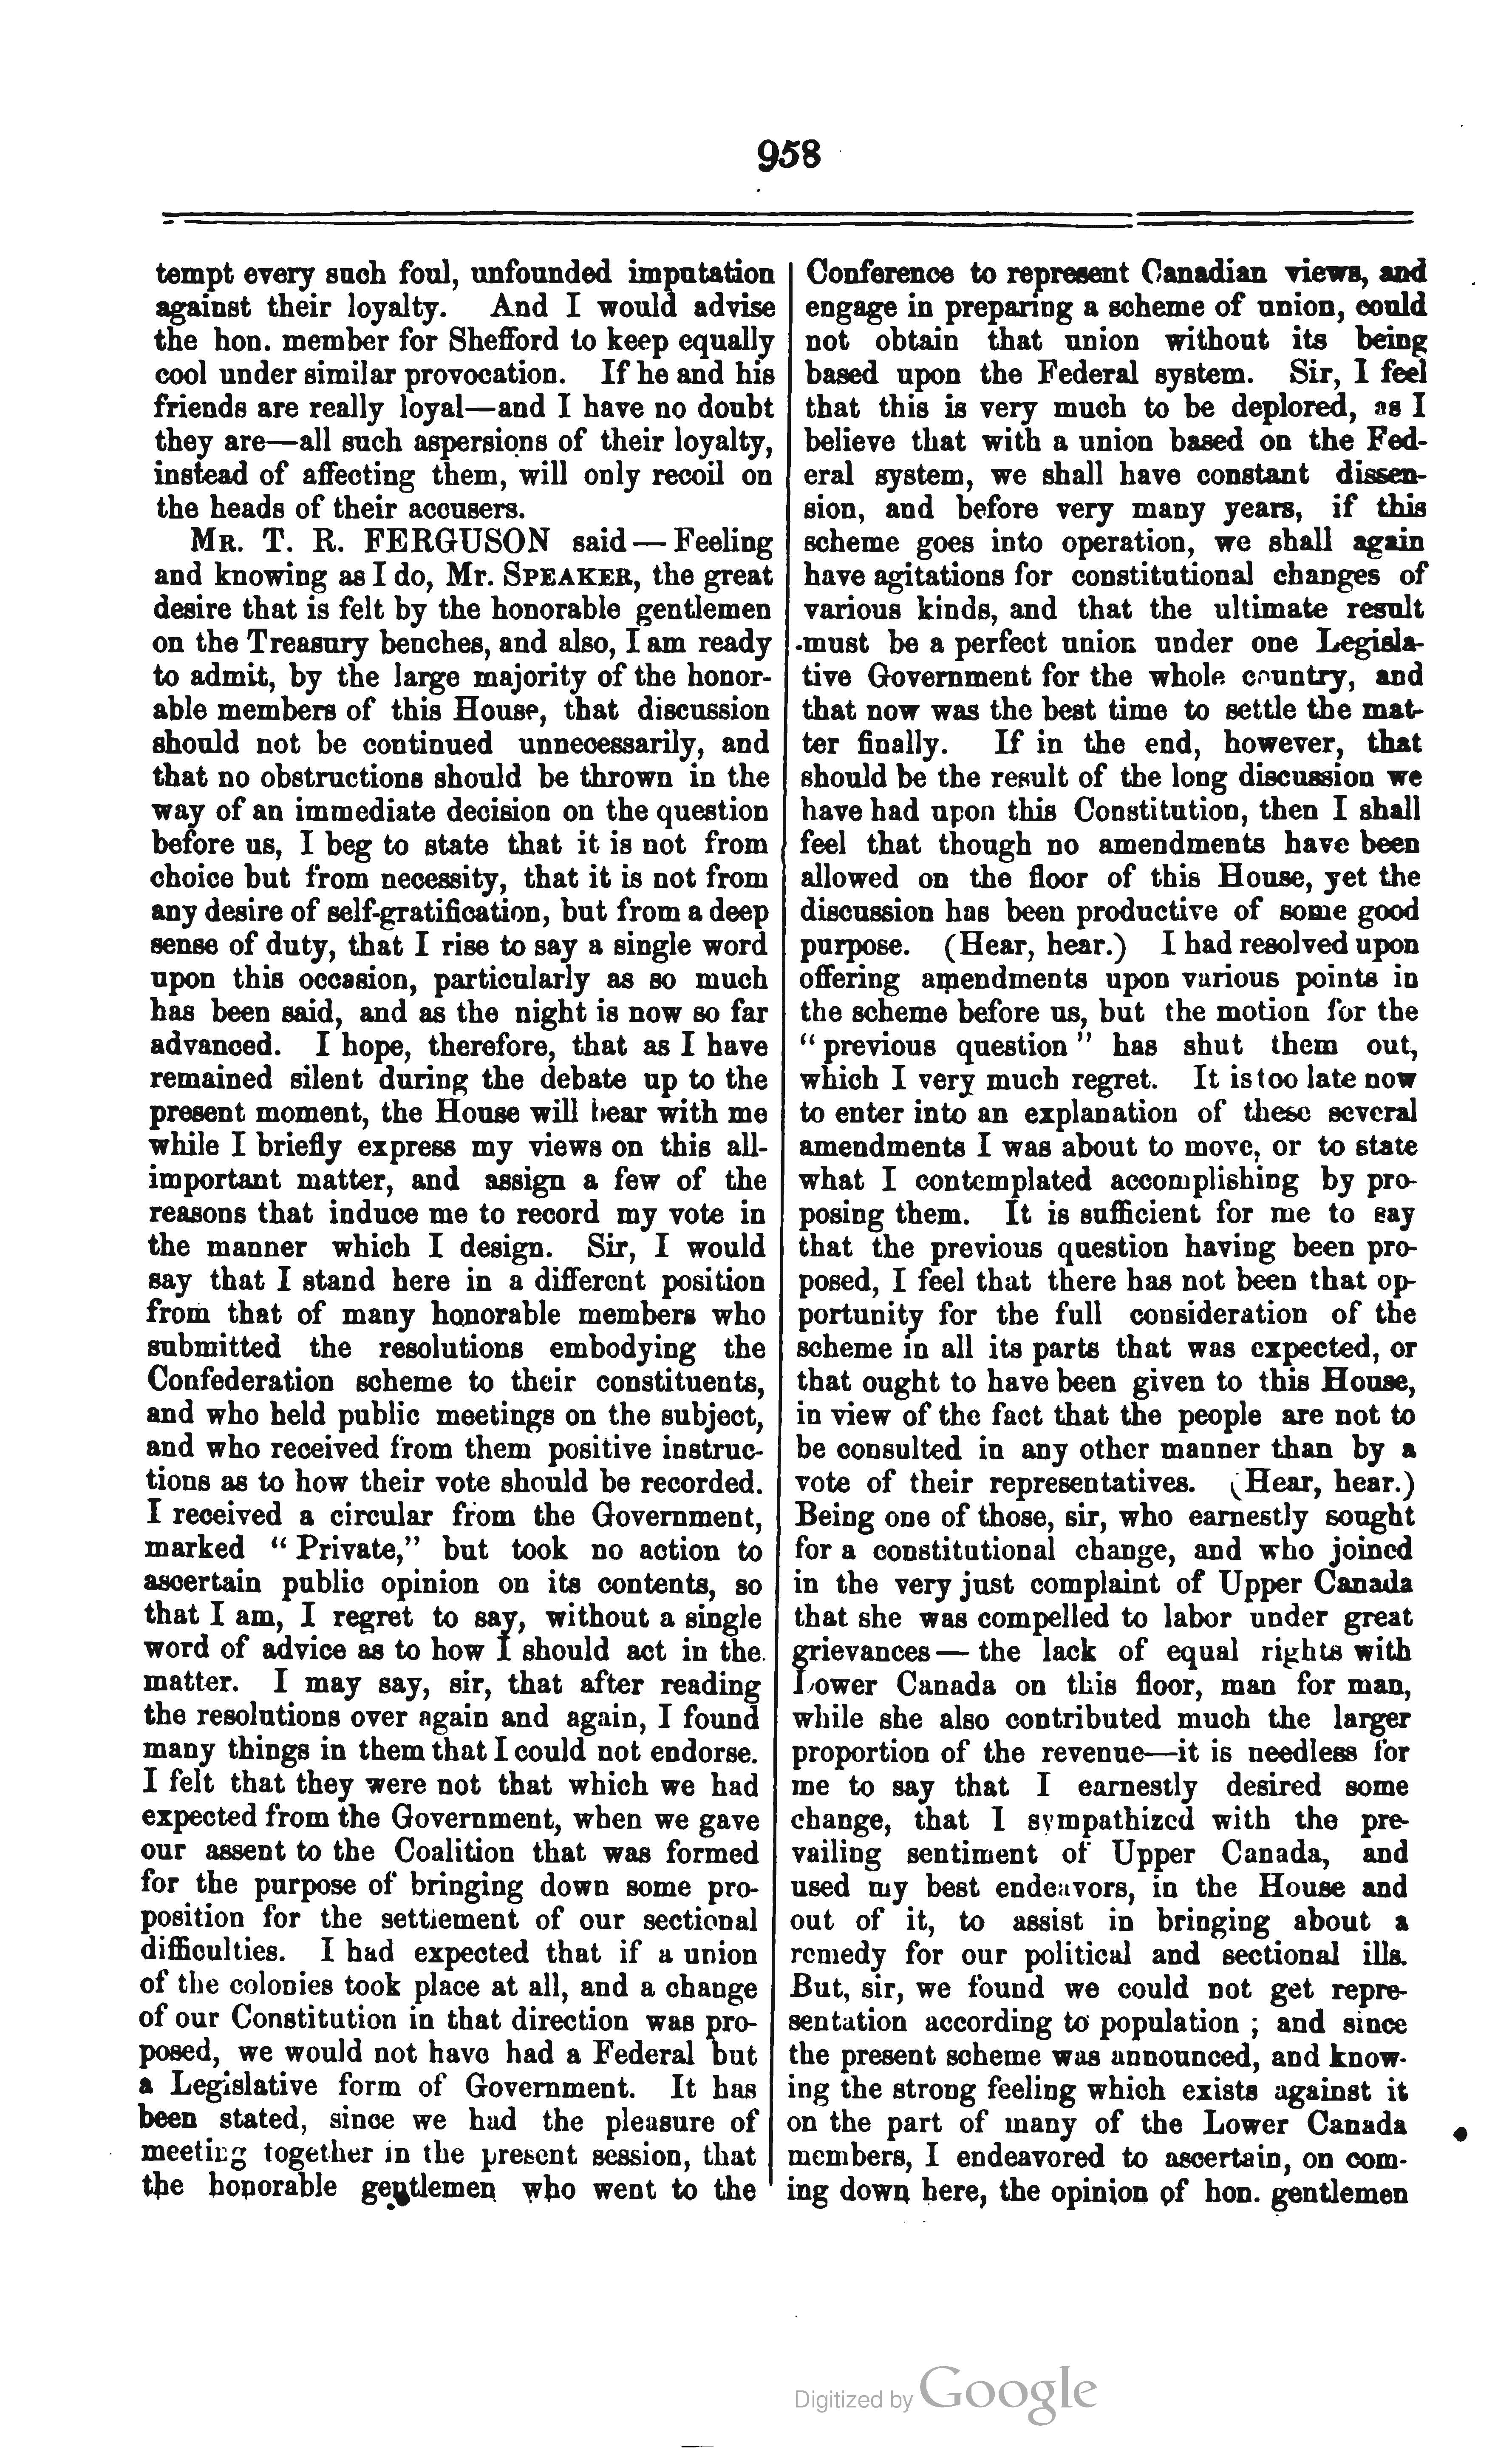 958
tempt every such foul, unfounded imputation
against their loyalty. And I would advise
the hon. member for Shefford to keep equally
cool under similar provocation. If he and his
friends are really loyal—and I have no doubt
they are—all such aspersions of their loyalty,
instead of affecting them, will only recoil on
the heads of their accusers.
MR. T. R. FERGUSON said—Feeling
and knowing as I do, Mr. SPEAKER, the great
desire that is felt by the honorable gentlemen
on the Treasury benches, and also, I am ready
to admit, by the large majority of the honor-
able members of this House, that discussion
should not be continued unnecessarily, and
that no obstructions should be thrown in the
way of an immediate decision on the question
before us, I beg to state that it is not from
choice but from necessity, that it is not from
any desire of self-gratification, but from a deep
sense of duty, that I rise to say a single word
upon this occasion, particularly as so much
has been said, and as the night is now so far
advanced. I hope, therefore, that as I have
remained silent during the debate up to the
present moment, the House will bear with me
while I briefly express my views on this all-
important matter, and assign a few of the
reasons that induce me to record my vote in
the manner which I design. Sir, I would
say that I stand here in a different position
from that of many honorable members who
submitted the resolutions embodying the
Confederation scheme to their constituents,
and who held public meetings on the subject,
and who received from them positive instruc-
tions as to how their vote should be recorded.
I received a circular from the Government,
marked “Private,” but took no action to
ascertain public opinion on its contents, so
that I am, I regret to say, without a single
word of advice as to how I should act in the
matter. I may say, sir, that after reading
the resolutions over again and again, I found
many things in them that I could not endorse.
I felt that they were not that which we had
expected from the Government, when we gave
our assent to the Coalition that was formed
for the purpose of bringing down some pro-
position for the settlement of our sectional
difficulties. I had expected that if a union
of the colonies took place at all, and a change
of our Constitution in that direction was pro-
posed, we would not have had a Federal but
a Legislative form of Government. It has
been stated, since we had the pleasure of
meeting together in the present session, that
the honorable gentlemen who went to the
Conference to represent Canadian views, and
engage in preparing a scheme of union, could
not obtain that union without its being
based upon the Federal system. Sir, I feel
that this is very much to be deplored, as I
believe that with a union based on the Fed-
eral system, we shall have constant dissen-
sion, and before very many years, if this
scheme goes into operation, we shall again
have agitations for constitutional changes of
various kinds, and that the ultimate result
must be a perfect union under one Legisla-
tive Government for the whole country, and
that now was the best time to settle the mat-
ter finally. If in the end, however, that
should be the result of the long discussion we
have had upon this Constitution, then I shall
feel that though no amendments have been
allowed on the floor of this House, yet the
discussion has been productive of some good
purpose. (Hear, hear.) I had resolved upon
offering amendments upon various points in
the scheme before us, but the motion for the
“previous question” has shut them out,
which I very much regret. It is too late now
to enter into an explanation of these several
amendments I was about to move, or to state
what I contemplated accomplishing by pro-
posing them. It is sufficient for me to say
that the previous question having been pro-
posed, I feel that there has not been that op-
portunity for the full consideration of the
scheme in all its parts that was expected, or
that ought to have been given to this House,
in view of the fact that the people are not to
be consulted in any other manner than by a
vote of their representatives. (Hear, hear.)
Being one of those, sir, who earnestly sought
for a constitutional change, and who joined
in the very just complaint of Upper Canada
that she was compelled to labor under great
grievances—the lack of equal rights with
Lower Canada on this floor, man for man,
while she also contributed much the larger
proportion of the revenue—it is needless for
me to say that I earnestly desired some
change, that I sympathized with the pre-
vailing sentiment of Upper Canada, and
used my best endeavors, in the House and
out of it, to assist in bringing about a
remedy for our political and sectional ills.
But, sir, we found we could not get repre-
sentation according to population ; and since
the present scheme was announced, and know-
ing the strong feeling which exists against it
on the part of many of the Lower Canada
members, I endeavored to ascertain, on com-
ing down here, the opinion of hon. gentlemen
Digitized by Google